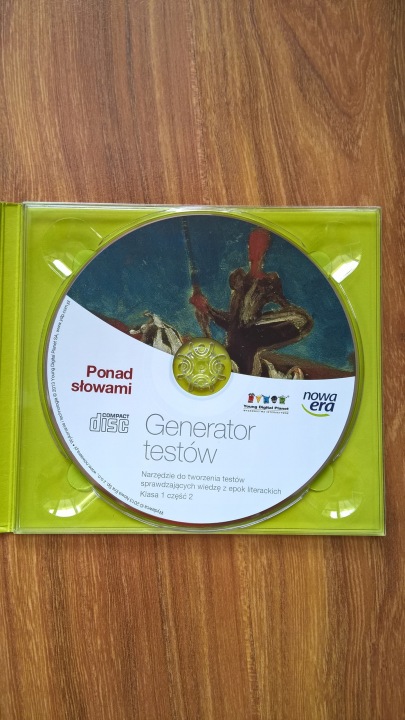 Ponad
słowami
COMPACT
disc
Generator
testów
Young Digital Planet
nowa
era
Narzędzie do tworzenia testów
sprawdzających wiedzę z epok literackich
Klasa 1 część 2